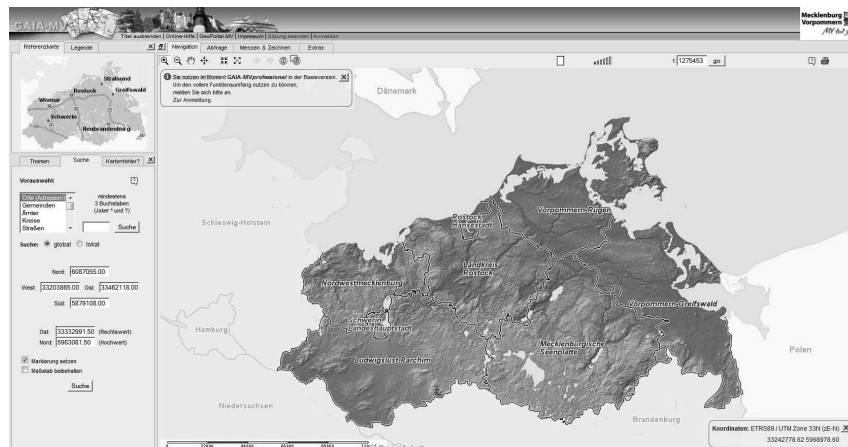 GAIA-MV
Titel ausblenden | Online-Hilfe | GeoPortal.MV | Impressum | Sitzung beenden | Anmelden
Mecklenburg
Vorpommern
MV tut gut.
Referenzkarte Legende
Navigation Abfrage Messen & Zeichnen Extras
1:1275453 go
Stralsund
Rostock
Greifswald
Wismar
Schwerin
Neubrandenburg
Sie nutzen im Moment GAIA-MVprofessional in der Basisversion.
Um den vollem Funktionsumfang nutzen zu können,
melden Sie sich bitte an.
Zur Anmeldung.
Themen Suche Kartenfehler?
Vorauswahl:
Orte (Adressen)
Gemeinden
Ämter
Kreise
Straßen
mindestens
3 Buchstaben
(Joker * und ?)
Suche
Suche: global lokal
Nord: 6087055.00
West: 33203865.00 Ost: 33462118.00
Süd: 5879108.00
Ost: 33332991.50 (Rechtswert)
Nord: 5983081.50 (Hochwert)
Markierung setzen
Maßstab beibehalten
Suche
Dänemark
Schleswig-Holstein
Vorpommern-Rügen
Rostock,
Hansestadt
Landkreis
Rostock
Nordwestmecklenburg
Vorpommern-Greifswald
Schwerin,
Landeshauptstadt
Hamburg
Mecklenburgische
Seenplatte
Ludwigslust-Parchim
Polen
Niedersachsen
Brandenburg
Koordinaten: ETRS89 / UTM Zone 33N (zE-N)
33242778.62 5968978.60